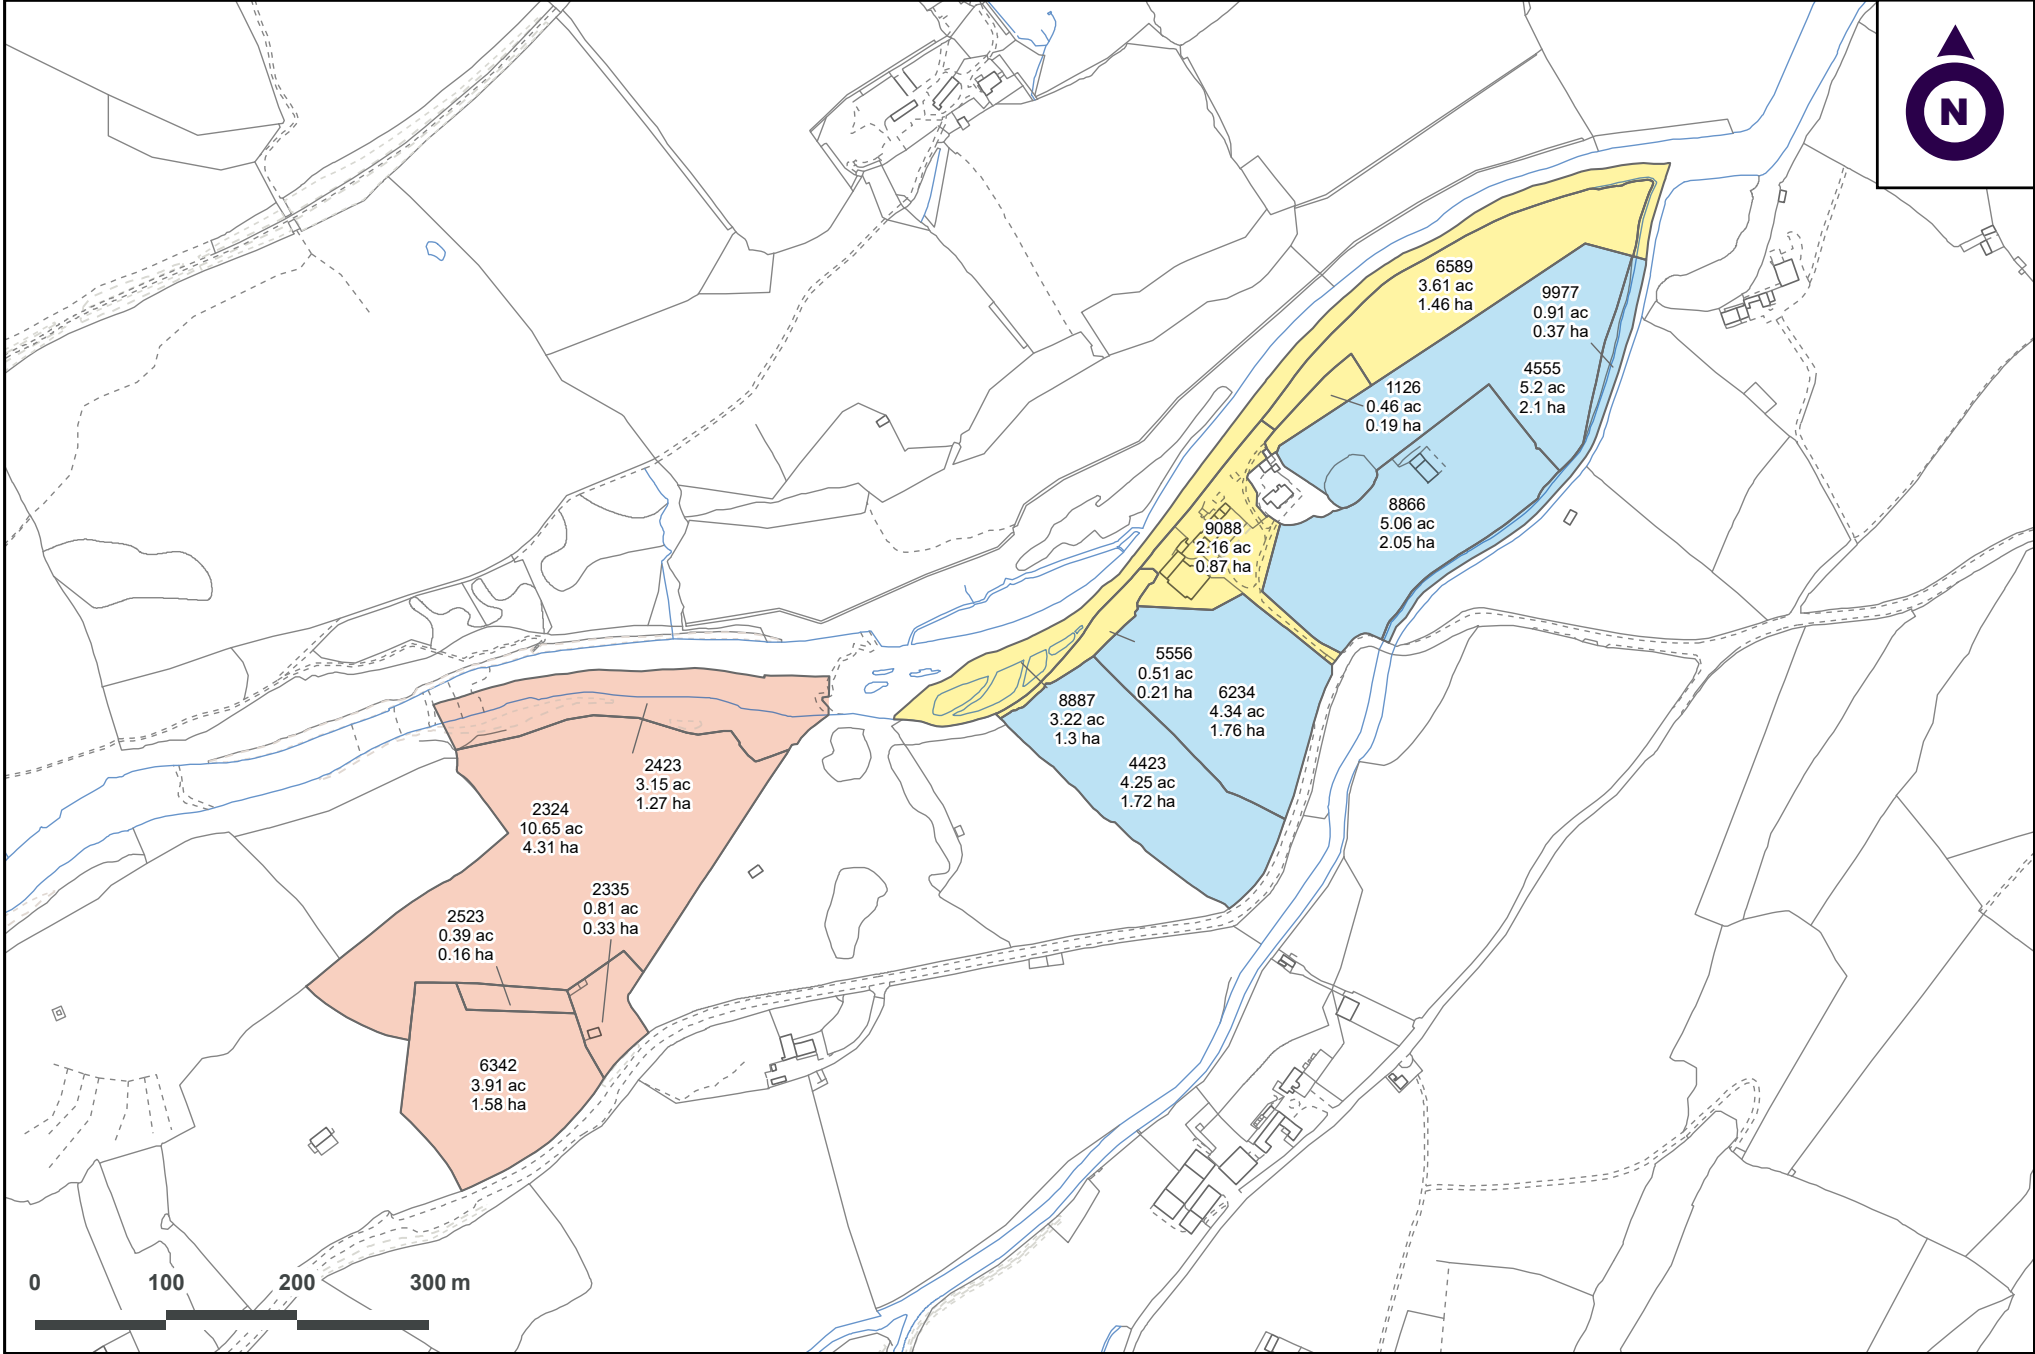 N
6589
3.61 ac
1.46 ha
9977
0.91 ac
0.37 ha
4555
5.2 ac
2.1 ha
1126
0.46 ac
0.19 ha
8866
5.06 ac
2.05 ha
9088
2.16 ac
0.87 ha
5556
0.51 ac
0.21 ha
6234
4.34 ac
1.76 ha
8887
3.22 ac
1.3 ha
4423
4.25 ac
1.72 ha
2423
3.15 ac
1.27 ha
2324
10.65 ac
4.31 ha
2335
0.81 ac
0.33 ha
2523
0.39 ac
0.16 ha
6342
3.91 ac
1.58 ha
0 100 200 300 m